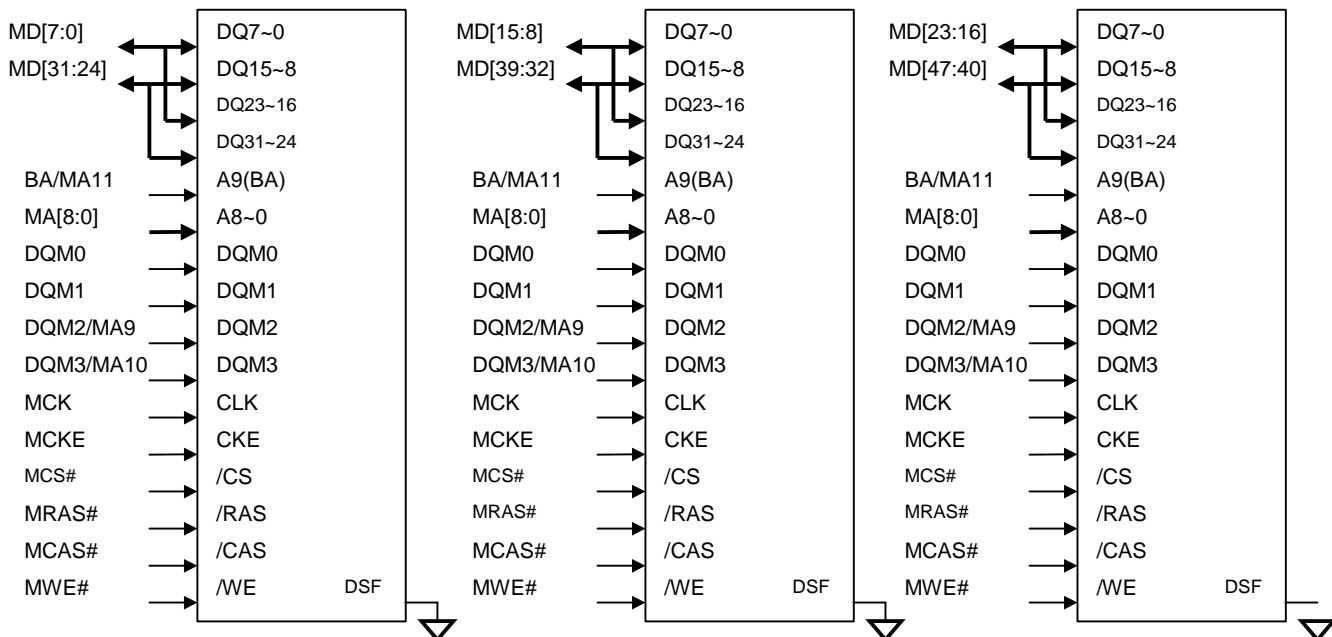 MD[7:0] DQ7~0 MD[15:8] DQ7~0 MD[23:16] DQ7~0
MD[31:24] DQ15~8 MD[39:32] DQ15~8 MD[47:40] DQ15~8
DQ23~16 DQ23~16 DQ23~16
DQ31~24 DQ31~24 DQ31~24
BA/MA11 A9(BA) BA/MA11 A9(BA) BA/MA11 A9(BA)
MA[8:0] A8~0 MA[8:0] A8~0 MA[8:0] A8~0
DQM0 DQM0 DQM0 DQM0 DQM0 DQM0
DQM1 DQM1 DQM1 DQM1 DQM1 DQM1
DQM2/MA9 DQM2 DQM2/MA9 DQM2 DQM2/MA9 DQM2
DQM3/MA10 DQM3 DQM3/MA10 DQM3 DQM3/MA10 DQM3
MCK CLK MCK CLK MCK CLK
MCKE CKE MCKE CKE MCKE CKE
MCS# /CS MCS# /CS MCS# /CS
MRAS# /RAS MRAS# /RAS MRAS# /RAS
MCAS# /CAS MCAS# /CAS MCAS# /CAS
MWE# /WE DSF MWE# /WE DSF MWE# /WE DSF